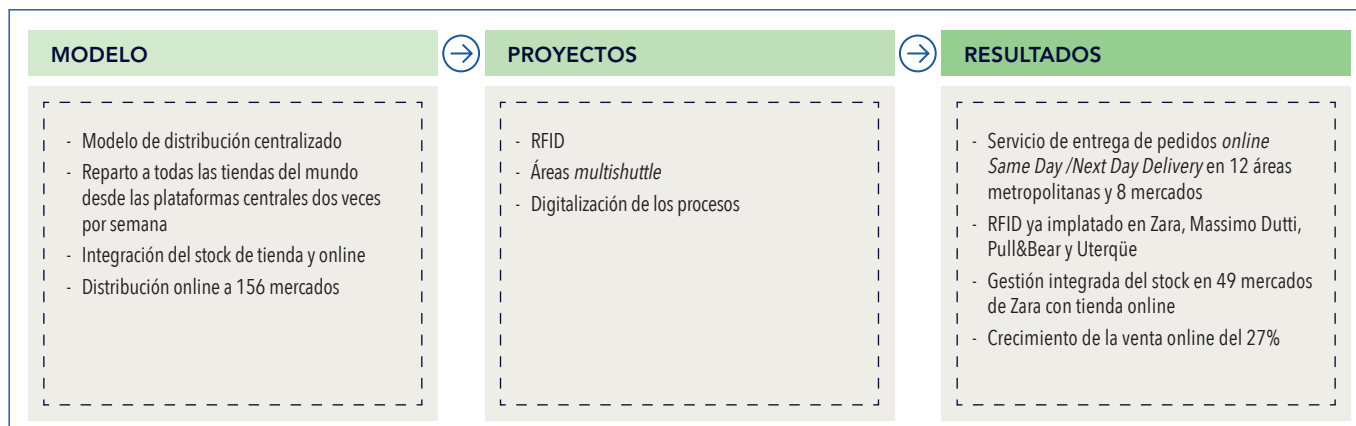 MODELO
- Modelo de distribución centralizado
- Reparto a todas las tiendas del mundo
desde las plataformas centrales dos veces
por semana
- Integración del stock de tienda y online
- Distribución online a 156 mercados
PROYECTOS
- RFID
- Áreas multishuttle
- Digitalización de los procesos
RESULTADOS
- Servicio de entrega de pedidos online
Same Day /Next Day Delivery en 12 áreas
metropolitanas y 8 mercados
- RFID ya implatado en Zara, Massimo Dutti,
Pull&Bear y Uterqüe
- Gestión integrada del stock en 49 mercados
de Zara con tienda online
- Crecimiento de la venta online del 27%